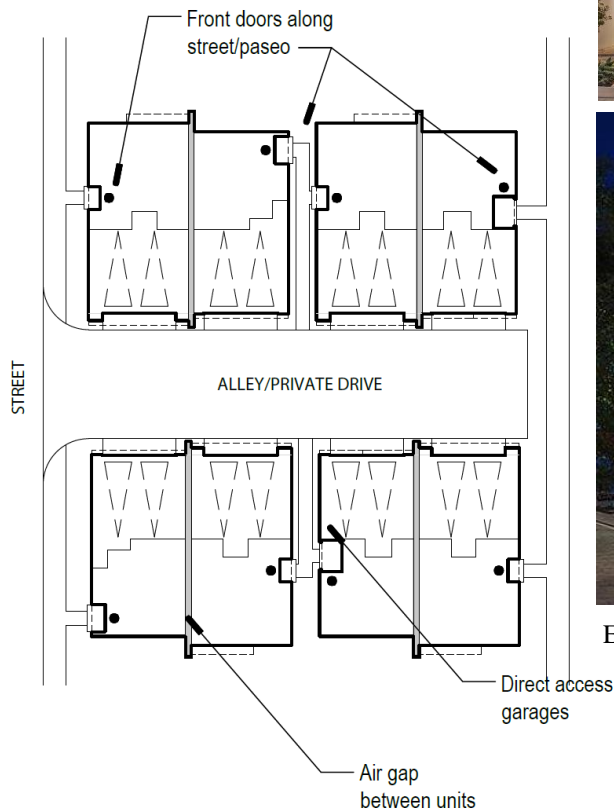 Front doors along
street/paseo
STREET
ALLEY/PRIVATE DRIVE
Direct access
garages
Air gap
between units